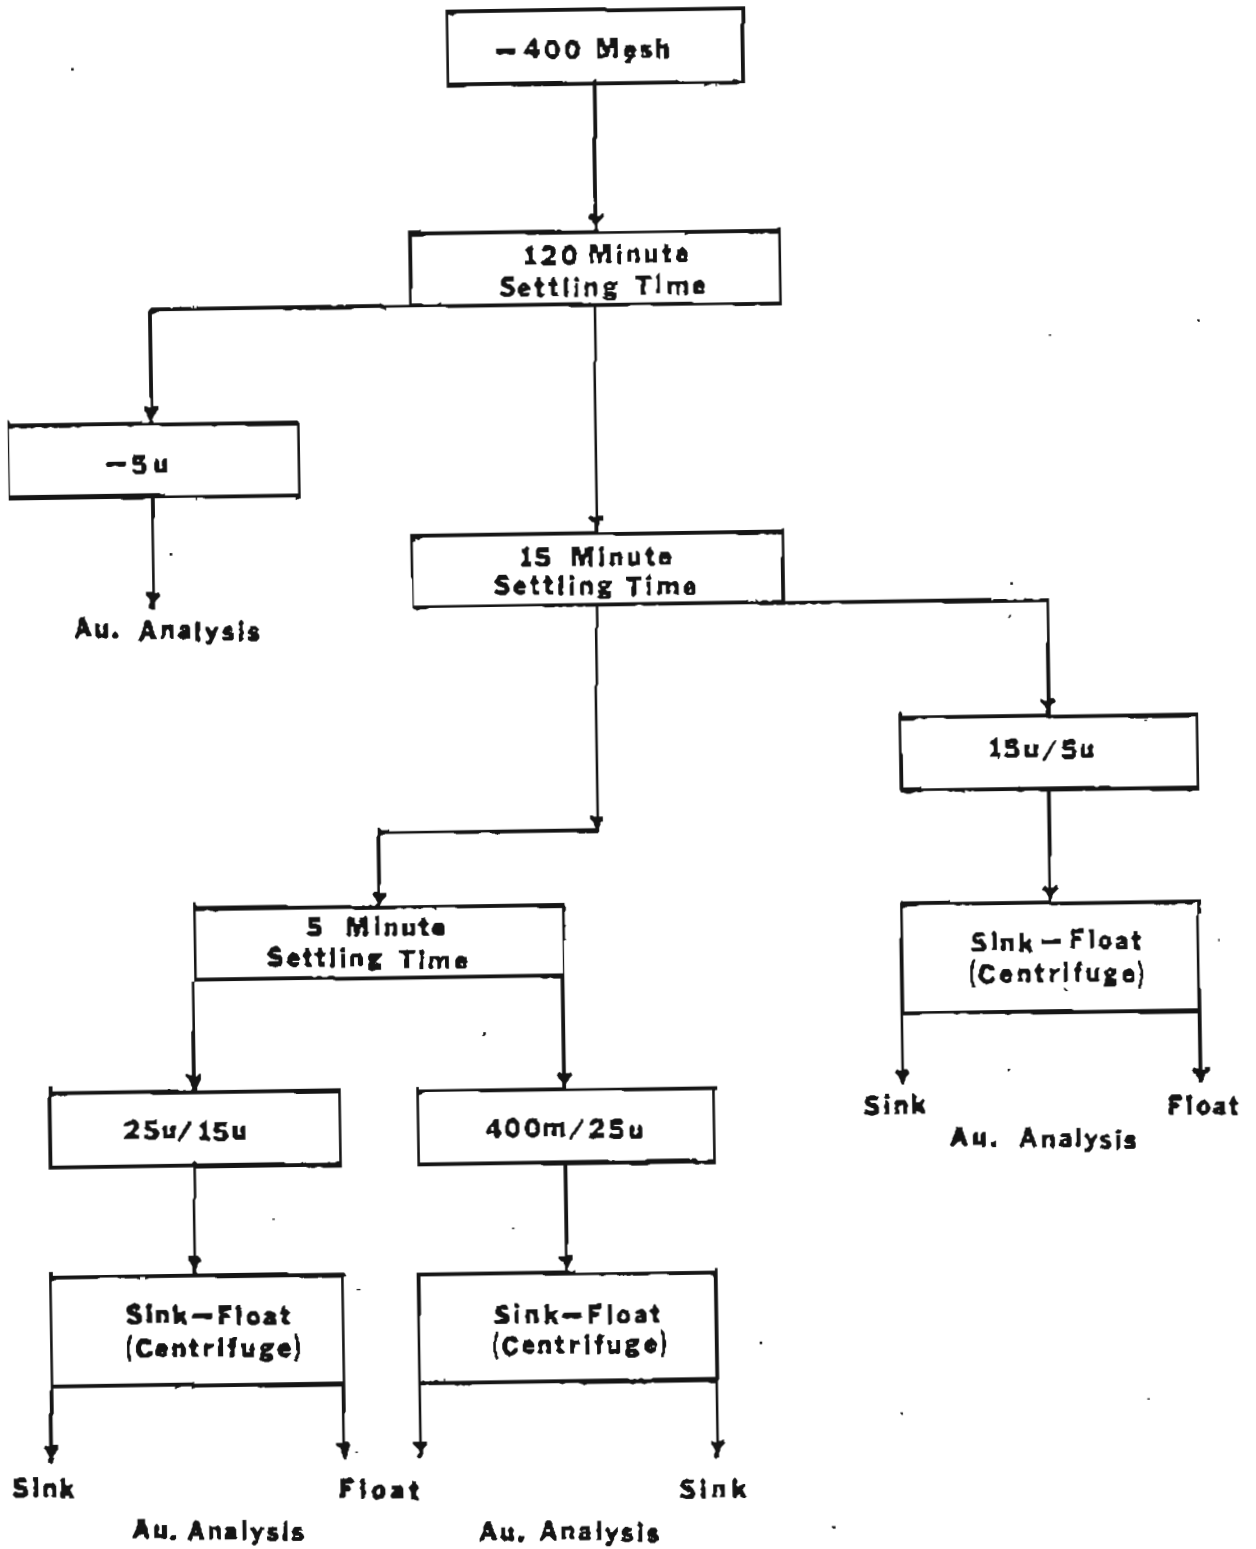 -400 Mesh
120 Minute
Settling Time
-5u
Au. Analysis
15 Minute
Settling Time
15u/5u
Sink-Float
(Centrifuge)
Sink Float
Au. Analysis
5 Minute
Settling Time
25u/15u
400m/25u
Sink-Float
(Centrifuge)
Sink-Float
(Centrifuge)
Sink Float Sink
Au. Analysis Au. Analysis